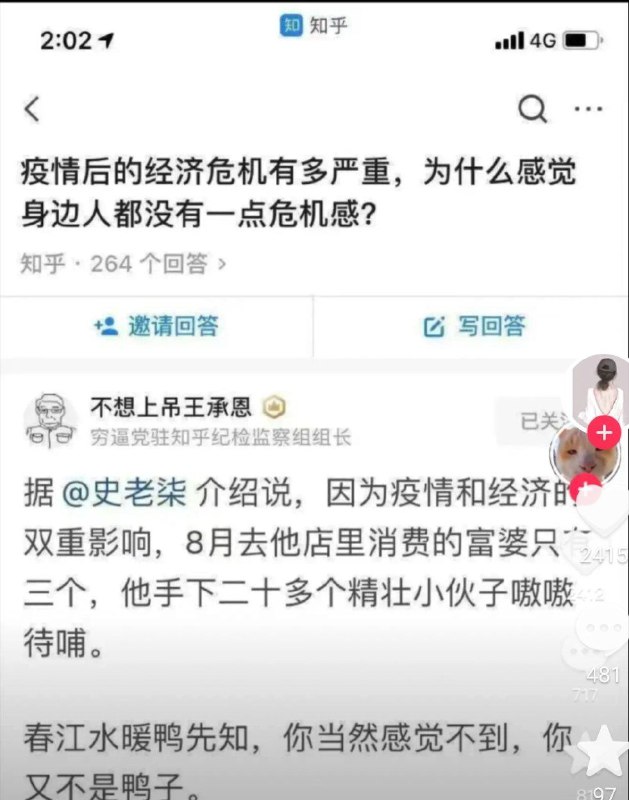 2:02
知 知乎
4G
疫情后的经济危机有多严重，为什么感觉
身边人都没有一点危机感？
知乎 · 264 个回答 >
邀请回答
写回答
不想上吊王承恩
穷逼党驻知乎纪检监察组组长
已关
据 @史老柒 介绍说，因为疫情和经济的
双重影响，8月去他店里消费的富婆只有
三个，他手下二十多个精壮小伙子嗷嗷
待哺。
春江水暖鸭先知，你当然感觉不到，你
又不是鸭子。
2415
481
717
897